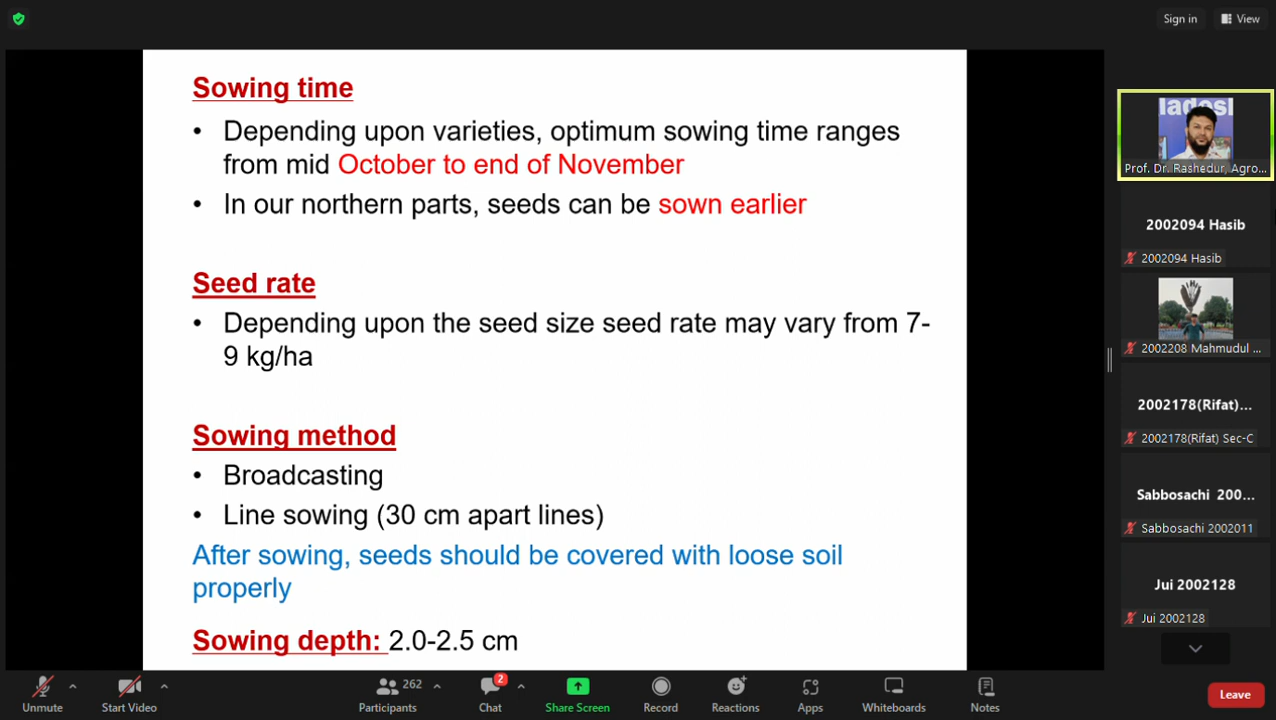 Sign in
View
Sowing time
• Depending upon varieties, optimum sowing time ranges
from mid October to end of November
• In our northern parts, seeds can be sown earlier
Seed rate
• Depending upon the seed size seed rate may vary from 7-
9 kg/ha
Sowing method
• Broadcasting
• Line sowing (30 cm apart lines)
After sowing, seeds should be covered with loose soil
properly
Sowing depth: 2.0-2.5 cm
ladesl
Prof. Dr. Rashedur, Agro...
2002094 Hasib
2002094 Hasib
2002208 Mahmudul ...
2002178(Rifat)...
2002178(Rifat) Sec-C
Sabbosachi 200...
Sabbosachi 2002011
Jui 2002128
Jui 2002128
Unmute
Start Video
262
Participants
2
Chat
Share Screen
Record
Reactions
Apps
Whiteboards
Notes
Leave